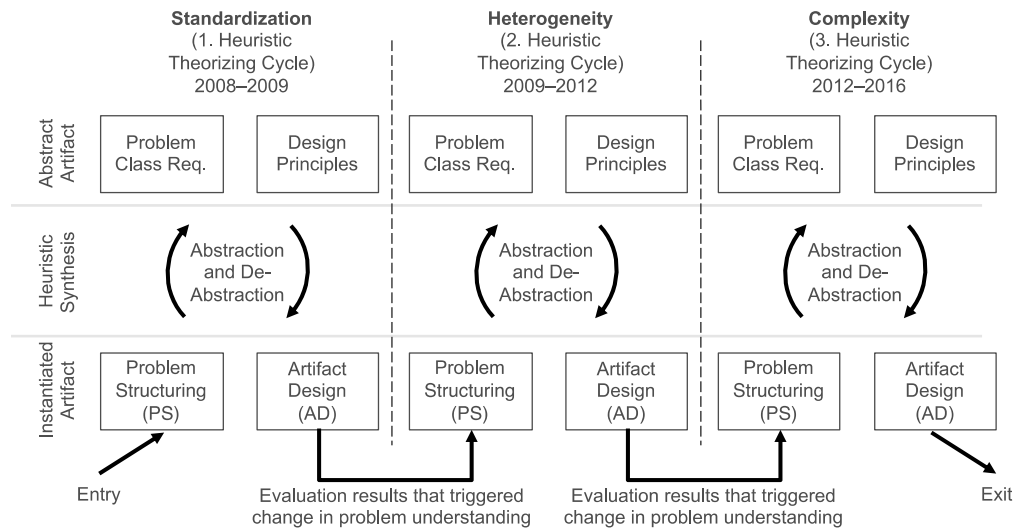 Standardization
(1. Heuristic
Theorizing Cycle)
2008–2009
Heterogeneity
(2. Heuristic
Theorizing Cycle)
2009–2012
Complexity
(3. Heuristic
Theorizing Cycle)
2012–2016
Abstract
Artifact
Problem
Class Req.
Design
Principles
Problem
Class Req.
Design
Principles
Problem
Class Req.
Design
Principles
Heuristic
Synthesis
Abstraction
and De-
Abstraction
Abstraction
and De-
Abstraction
Abstraction
and De-
Abstraction
Instantiated
Artifact
Problem
Structuring
(PS)
Artifact
Design
(AD)
Problem
Structuring
(PS)
Artifact
Design
(AD)
Problem
Structuring
(PS)
Artifact
Design
(AD)
Entry
Evaluation results that triggered
change in problem understanding
Evaluation results that triggered
change in problem understanding
Exit